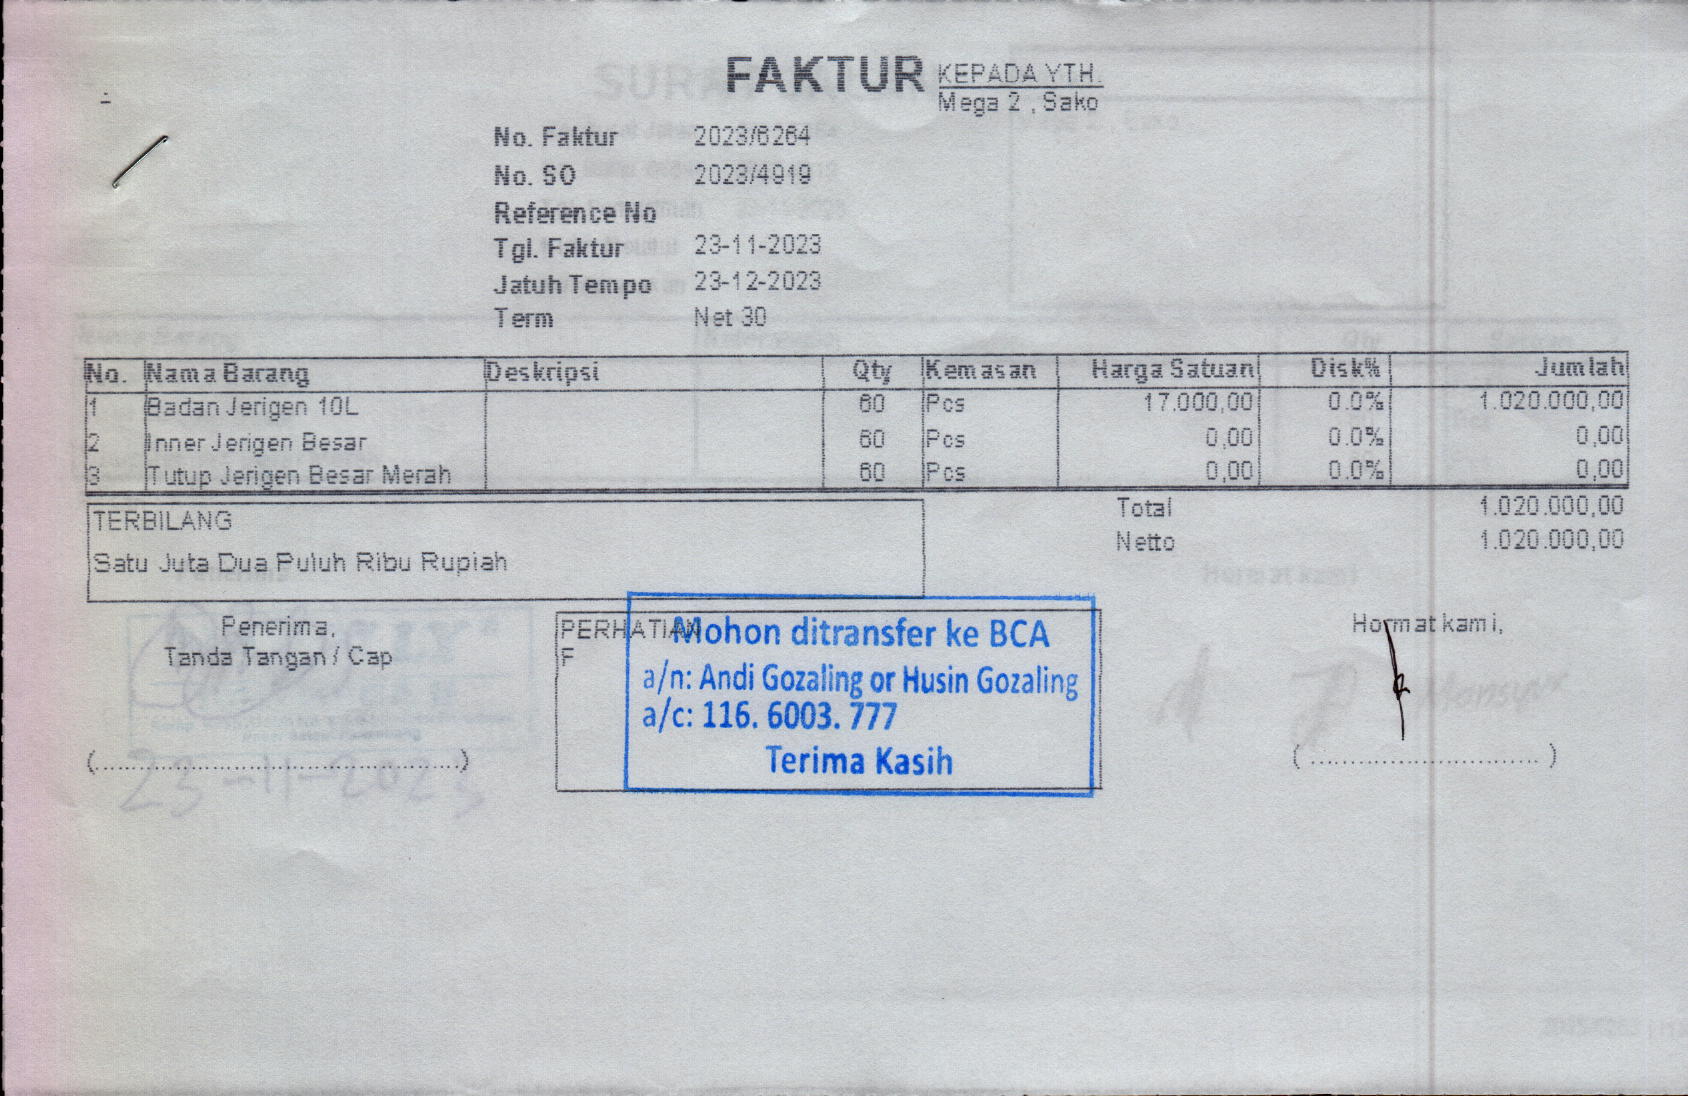 FAKTUR
KEPADA YTH.
Mega 2 , Sako
No. Faktur 2023/6264
No. SO 2023/4919
Reference No
Tgl. Faktur 23-11-2023
Jatuh Tempo 23-12-2023
Term Net 30
No. Nama Barang Deskripsi Qty Kemasan Harga Satuan Disk% Jumlah
1 Badan Jerigen 10L 60 Pcs 17.000,00 0.0% 1.020.000,00
2 Inner Jerigen Besar 60 Pcs 0,00 0.0% 0,00
3 Tutup Jerigen Besar Merah 60 Pcs 0,00 0.0% 0,00
TERBILANG
Satu Juta Dua Puluh Ribu Rupiah
Total 1.020.000,00
Netto 1.020.000,00
Penerima,
Tanda Tangan / Cap
PERHATIAN
F
Mohon ditransfer ke BCA
a/n: Andi Gozaling or Husin Gozaling
a/c: 116. 6003. 777
Terima Kasih
Hormat kami,
23-11-2023